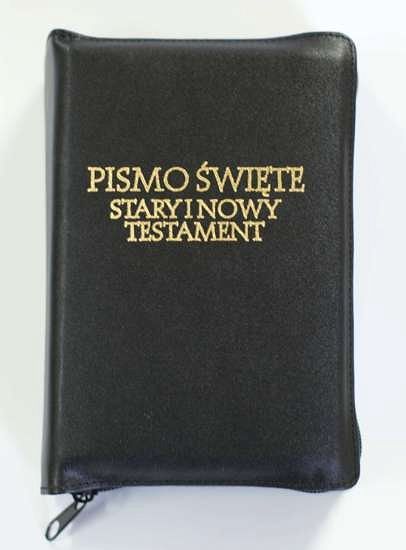 PISMO ŚWIĘTE
STARY I NOWY
TESTAMENT